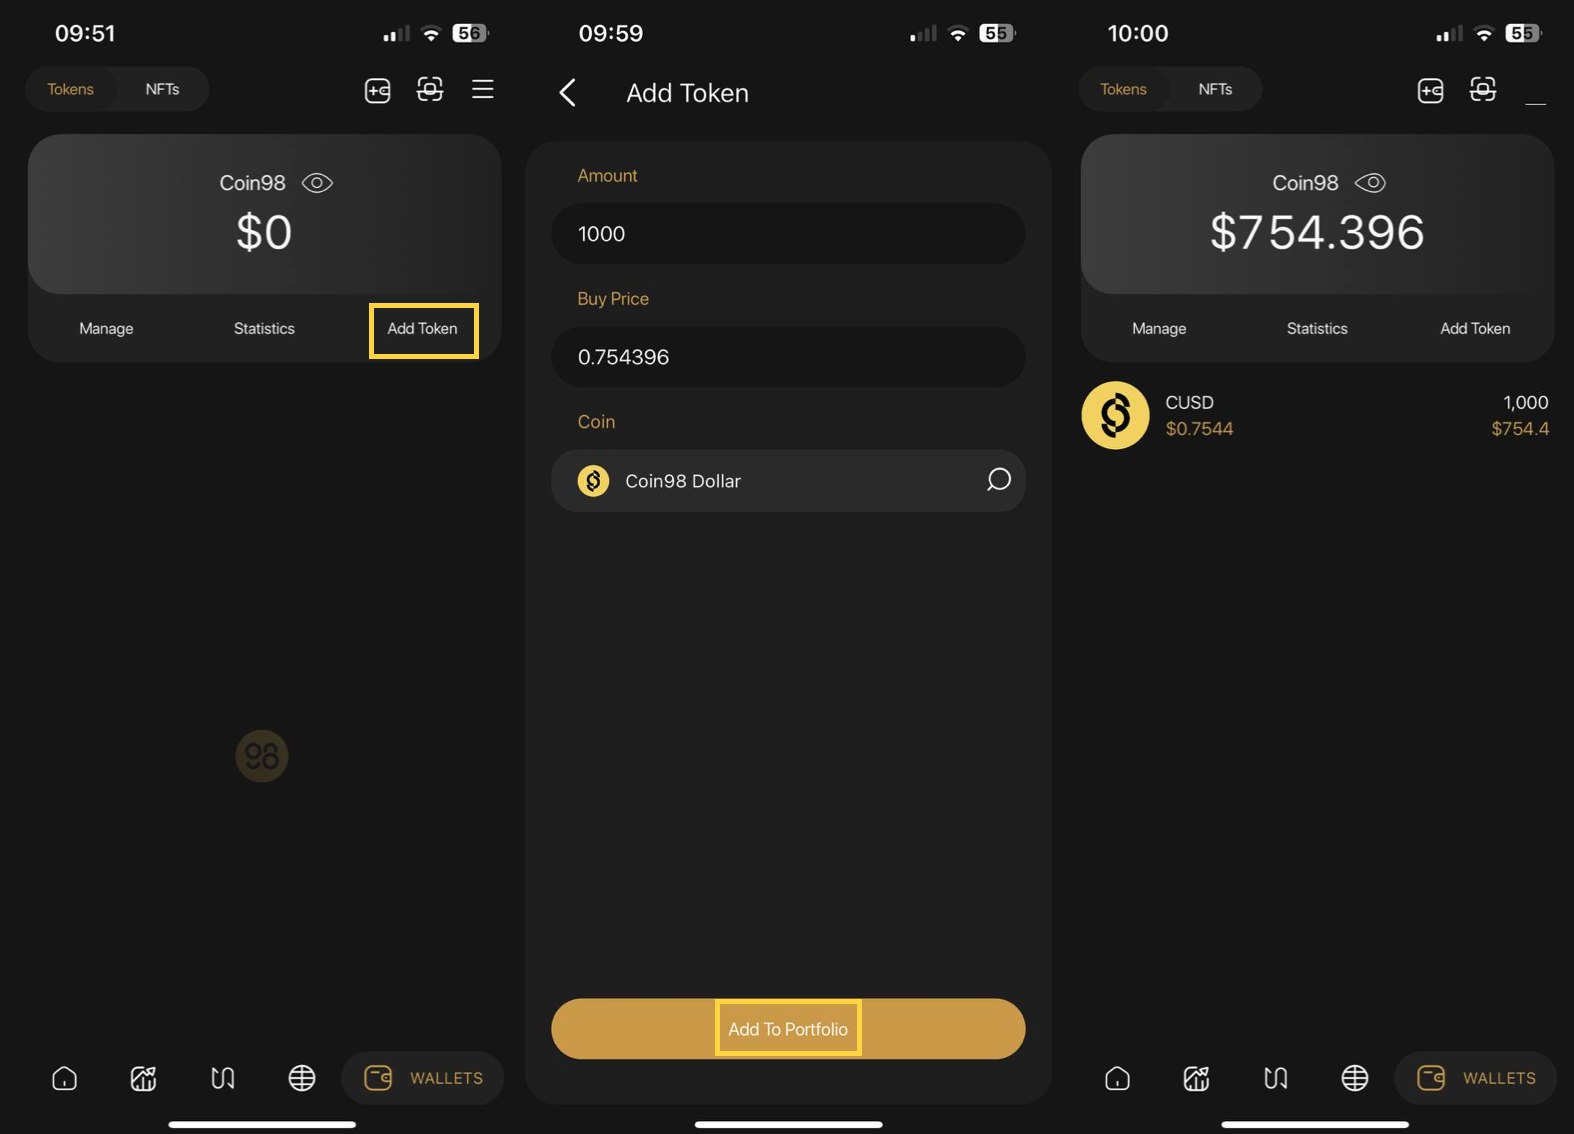 09:51
56
Tokens
NFTs
Coin98
$0
Manage
Statistics
Add Token
98
WALLETS
09:59
55
Add Token
Amount
1000
Buy Price
0.754396
Coin
Coin98 Dollar
Add To Portfolio
10:00
55
Tokens
NFTs
Coin98
$754.396
Manage
Statistics
Add Token
CUSD
1,000
$0.7544
$754.4
WALLETS